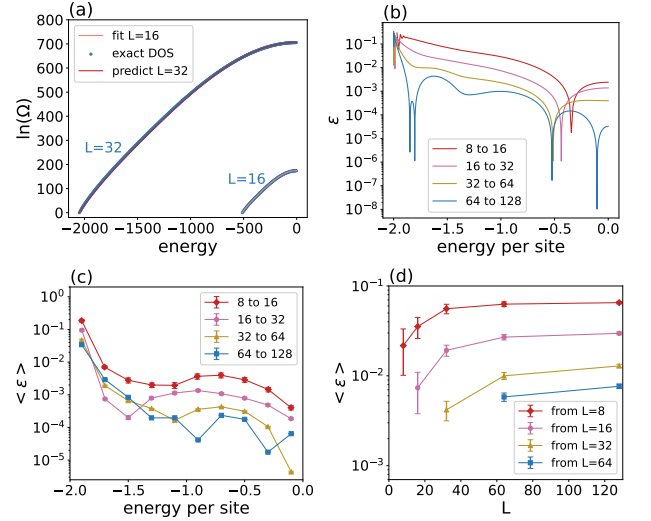 (a)
800
700
600
500
400
300
200
100
0
ln(Ω)
fit L=16
exact DOS
predict L=32
L=32
L=16
−2000 −1500 −1000 −500 0
energy
(b)
10⁻¹
10⁻²
10⁻³
10⁻⁴
10⁻⁵
10⁻⁶
10⁻⁷
10⁻⁸
ε
8 to 16
16 to 32
32 to 64
64 to 128
−2.0 −1.5 −1.0 −0.5 0.0
energy per site
(c)
10⁰
10⁻¹
10⁻²
10⁻³
10⁻⁴
10⁻⁵
< ε >
8 to 16
16 to 32
32 to 64
64 to 128
−2.0 −1.5 −1.0 −0.5 0.0
energy per site
(d)
10⁻¹
10⁻²
10⁻³
< ε >
from L=8
from L=16
from L=32
from L=64
0 20 40 60 80 100 120
L